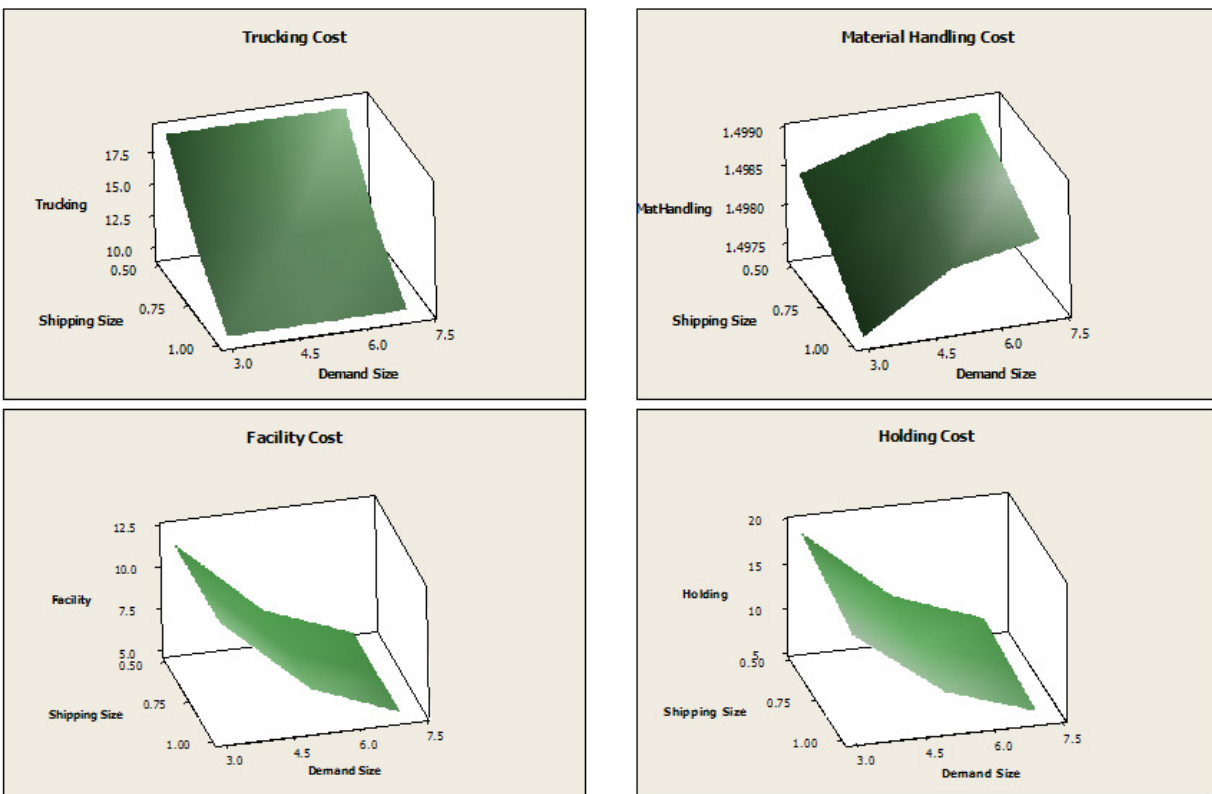 Trucking Cost
17.5
15.0
Trucking
12.5
10.0
0.50
Shipping Size
0.75
1.00
3.0
4.5
6.0
7.5
Demand Size
Material Handling Cost
1.4990
1.4985
MatHandling
1.4980
1.4975
0.50
Shipping Size
0.75
1.00
3.0
4.5
6.0
7.5
Demand Size
Facility Cost
12.5
10.0
Facility
7.5
5.0
0.50
Shipping Size
0.75
1.00
3.0
4.5
6.0
7.5
Demand Size
Holding Cost
20
15
Holding
10
5
0.50
Shipping Size
0.75
1.00
3.0
4.5
6.0
7.5
Demand Size